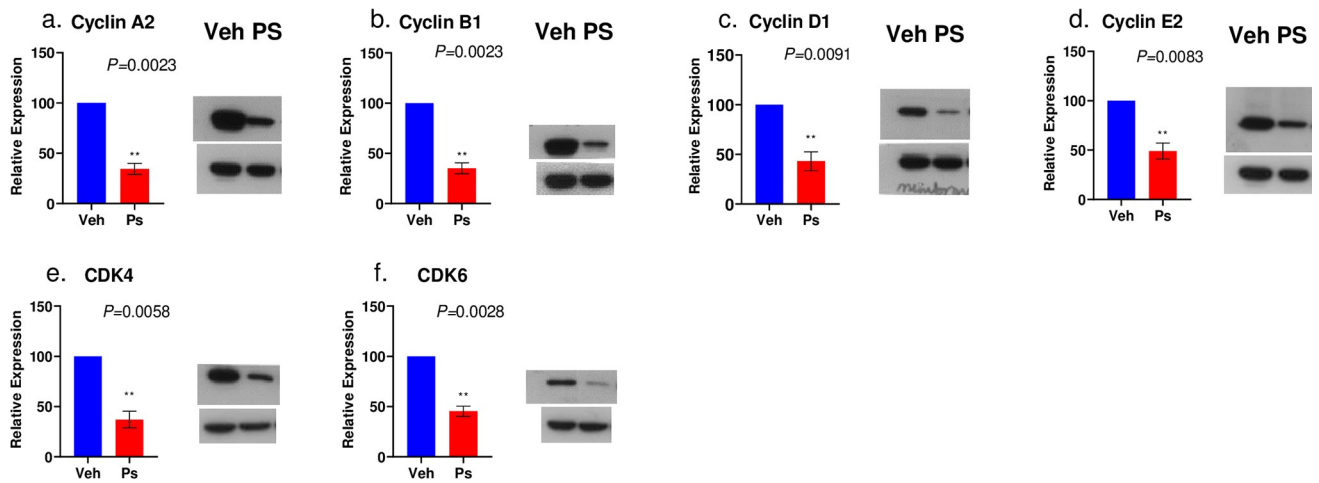 a. Cyclin A2
Veh PS
P=0.0023
Relative Expression
150
100
50
0
Veh Ps
b. Cyclin B1
Veh PS
P=0.0023
Relative Expression
150
100
50
0
Veh Ps
c. Cyclin D1
Veh PS
P=0.0091
Relative Expression
150
100
50
0
**
Veh Ps
d. Cyclin E2
Veh PS
P=0.0083
Relative Expression
150
100
50
0
**
Veh Ps
e. CDK4
P=0.0058
Relative Expression
150
100
50
0
**
Veh Ps
f. CDK6
P=0.0028
Relative Expression
150
100
50
0
**
Veh Ps